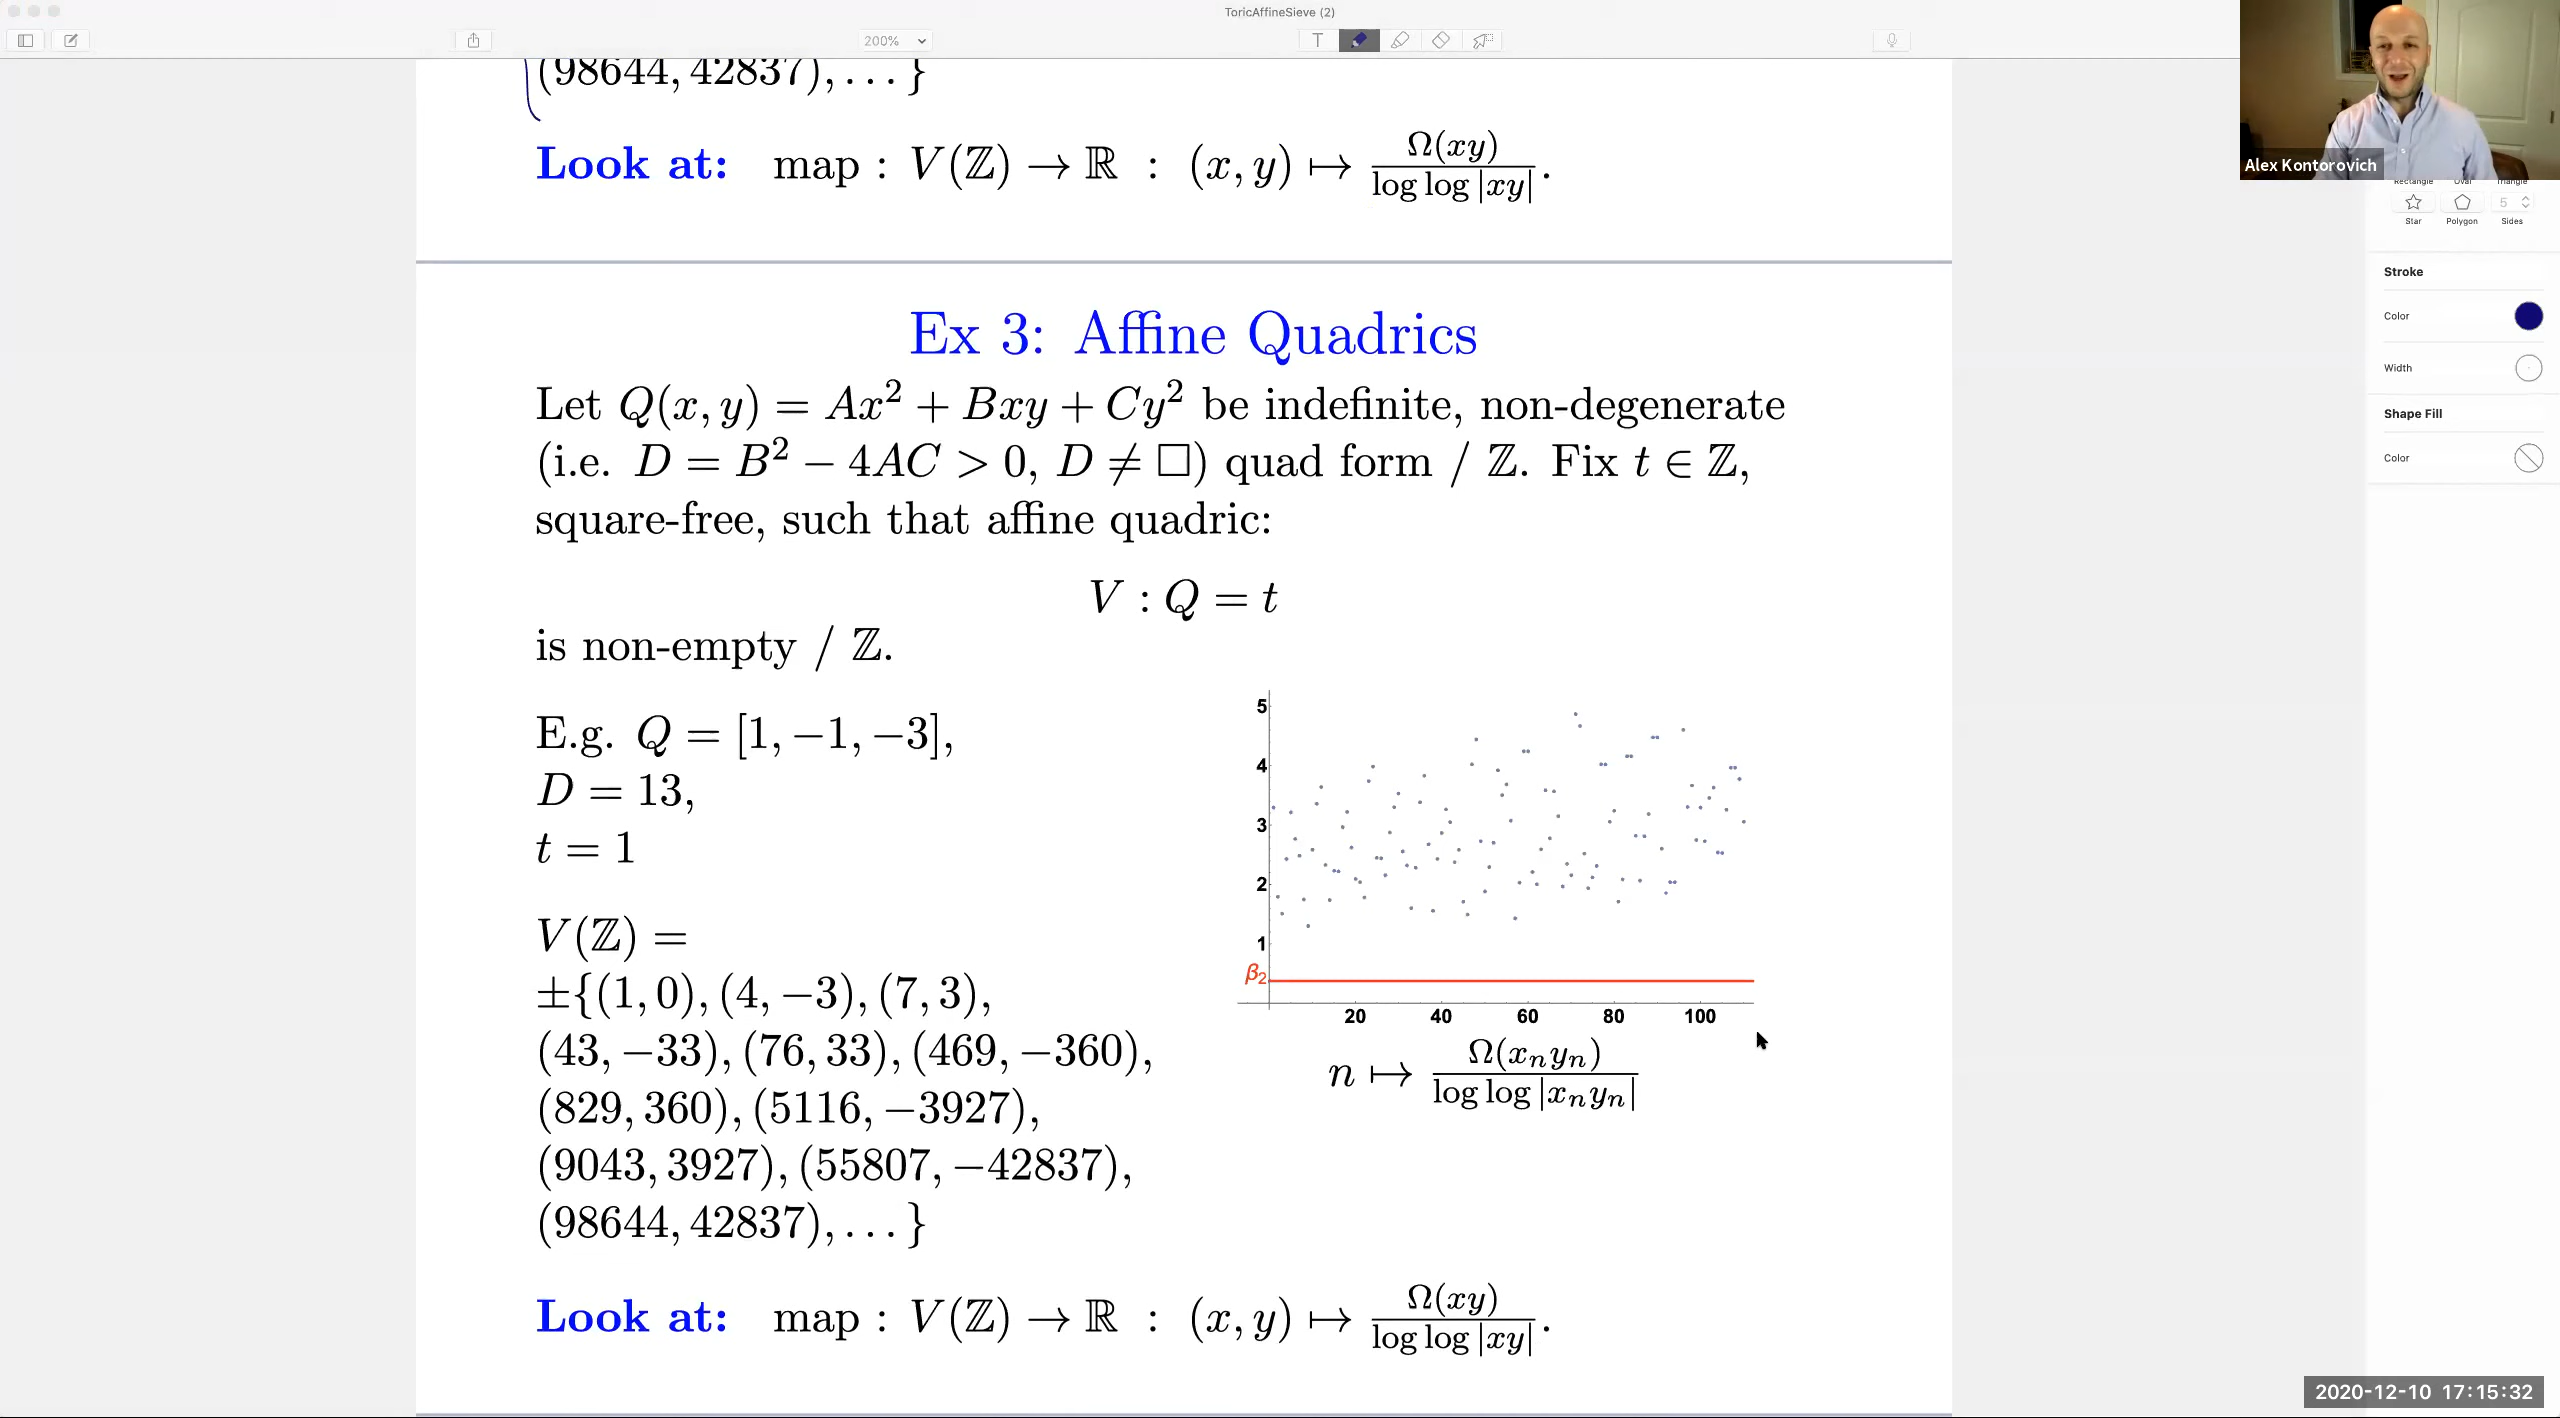 ToricAffineSieve (2)
200%
T
Alex Kontorovich
Rectangle Oval Triangle
5
Star Polygon Sides
Stroke
Color
Width
Shape Fill
Color
(98644, 42837), . . . }
Look at: map : V(ℤ) → ℝ : (x, y) ↦ Ω(xy) / log log |xy| .
Ex 3: Affine Quadrics
Let Q(x, y) = Ax² + Bxy + Cy² be indefinite, non-degenerate
(i.e. D = B² − 4AC > 0, D ≠ □) quad form / ℤ. Fix t ∈ ℤ,
square-free, such that affine quadric:
V : Q = t
is non-empty / ℤ.
E.g. Q = [1, −1, −3],
D = 13,
t = 1
V(ℤ) =
±{(1, 0), (4, −3), (7, 3),
(43, −33), (76, 33), (469, −360),
(829, 360), (5116, −3927),
(9043, 3927), (55807, −42837),
(98644, 42837), . . . }
5
4
3
2
1
β₂
20 40 60 80 100
n ↦ Ω(xₙyₙ) / log log |xₙyₙ|
Look at: map : V(ℤ) → ℝ : (x, y) ↦ Ω(xy) / log log |xy| .
2020-12-10 17:15:32